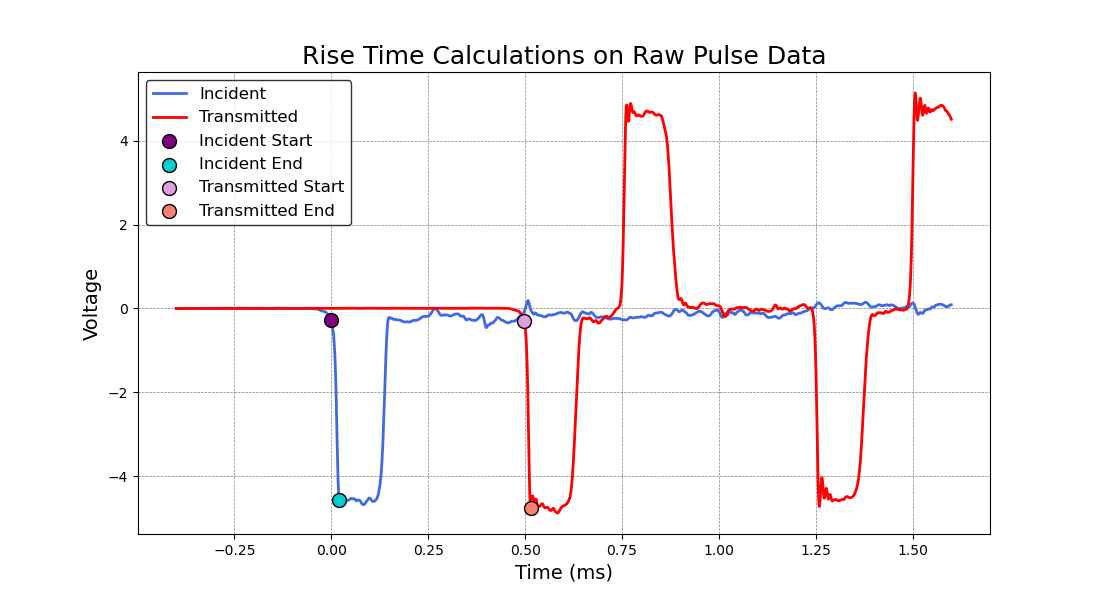 Rise Time Calculations on Raw Pulse Data
Incident
Transmitted
Incident Start
Incident End
Transmitted Start
Transmitted End
Voltage
4
2
0
−2
−4
−0.25 0.00 0.25 0.50 0.75 1.00 1.25 1.50
Time (ms)